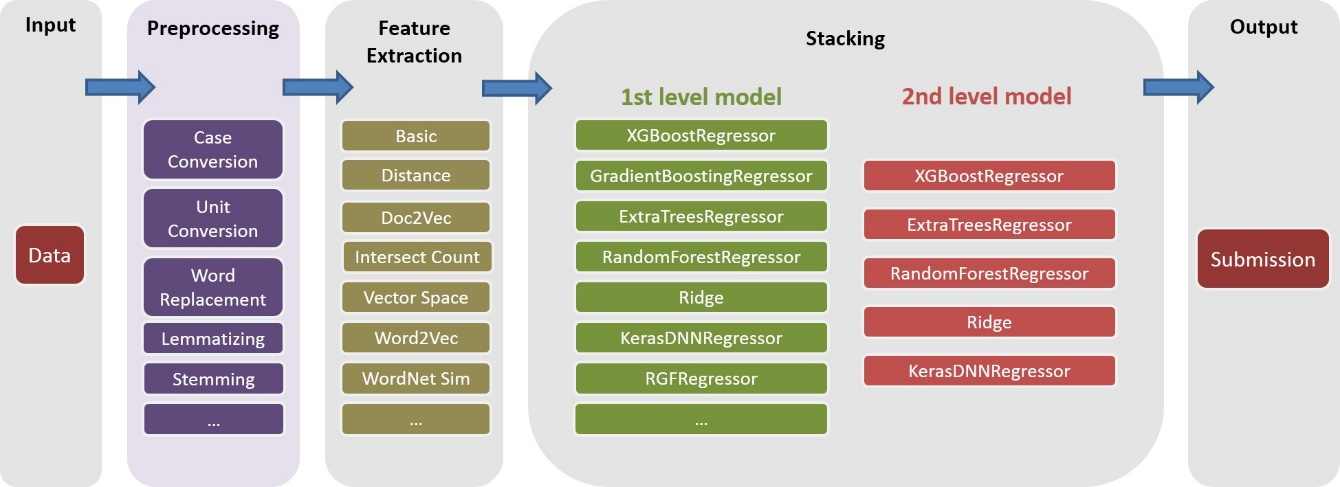 Input
Data
Preprocessing
Case
Conversion
Unit
Conversion
Word
Replacement
Lemmatizing
Stemming
...
Feature
Extraction
Basic
Distance
Doc2Vec
Intersect Count
Vector Space
Word2Vec
WordNet Sim
...
Stacking
1st level model
XGBoostRegressor
GradientBoostingRegressor
ExtraTreesRegressor
RandomForestRegressor
Ridge
KerasDNNRegressor
RGFRegressor
...
2nd level model
XGBoostRegressor
ExtraTreesRegressor
RandomForestRegressor
Ridge
KerasDNNRegressor
Output
Submission